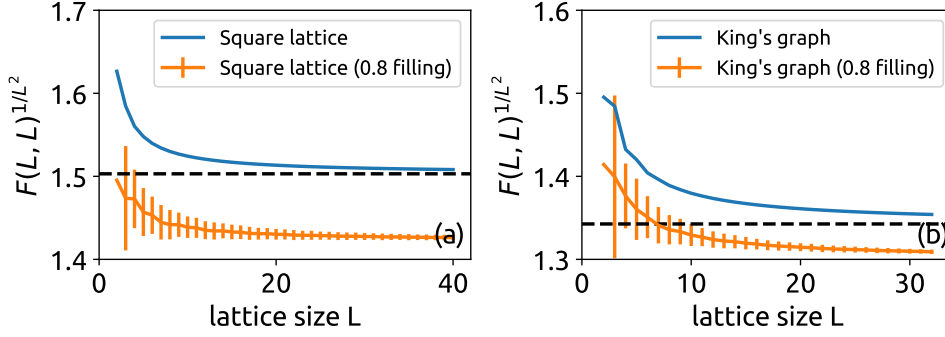 1.7
1.6
1.5
1.4
F(L, L)^{1/L^2}
Square lattice
Square lattice (0.8 filling)
(a)
0
20
40
lattice size L
1.6
1.5
1.4
1.3
F(L, L)^{1/L^2}
King's graph
King's graph (0.8 filling)
(b)
0
10
20
30
lattice size L